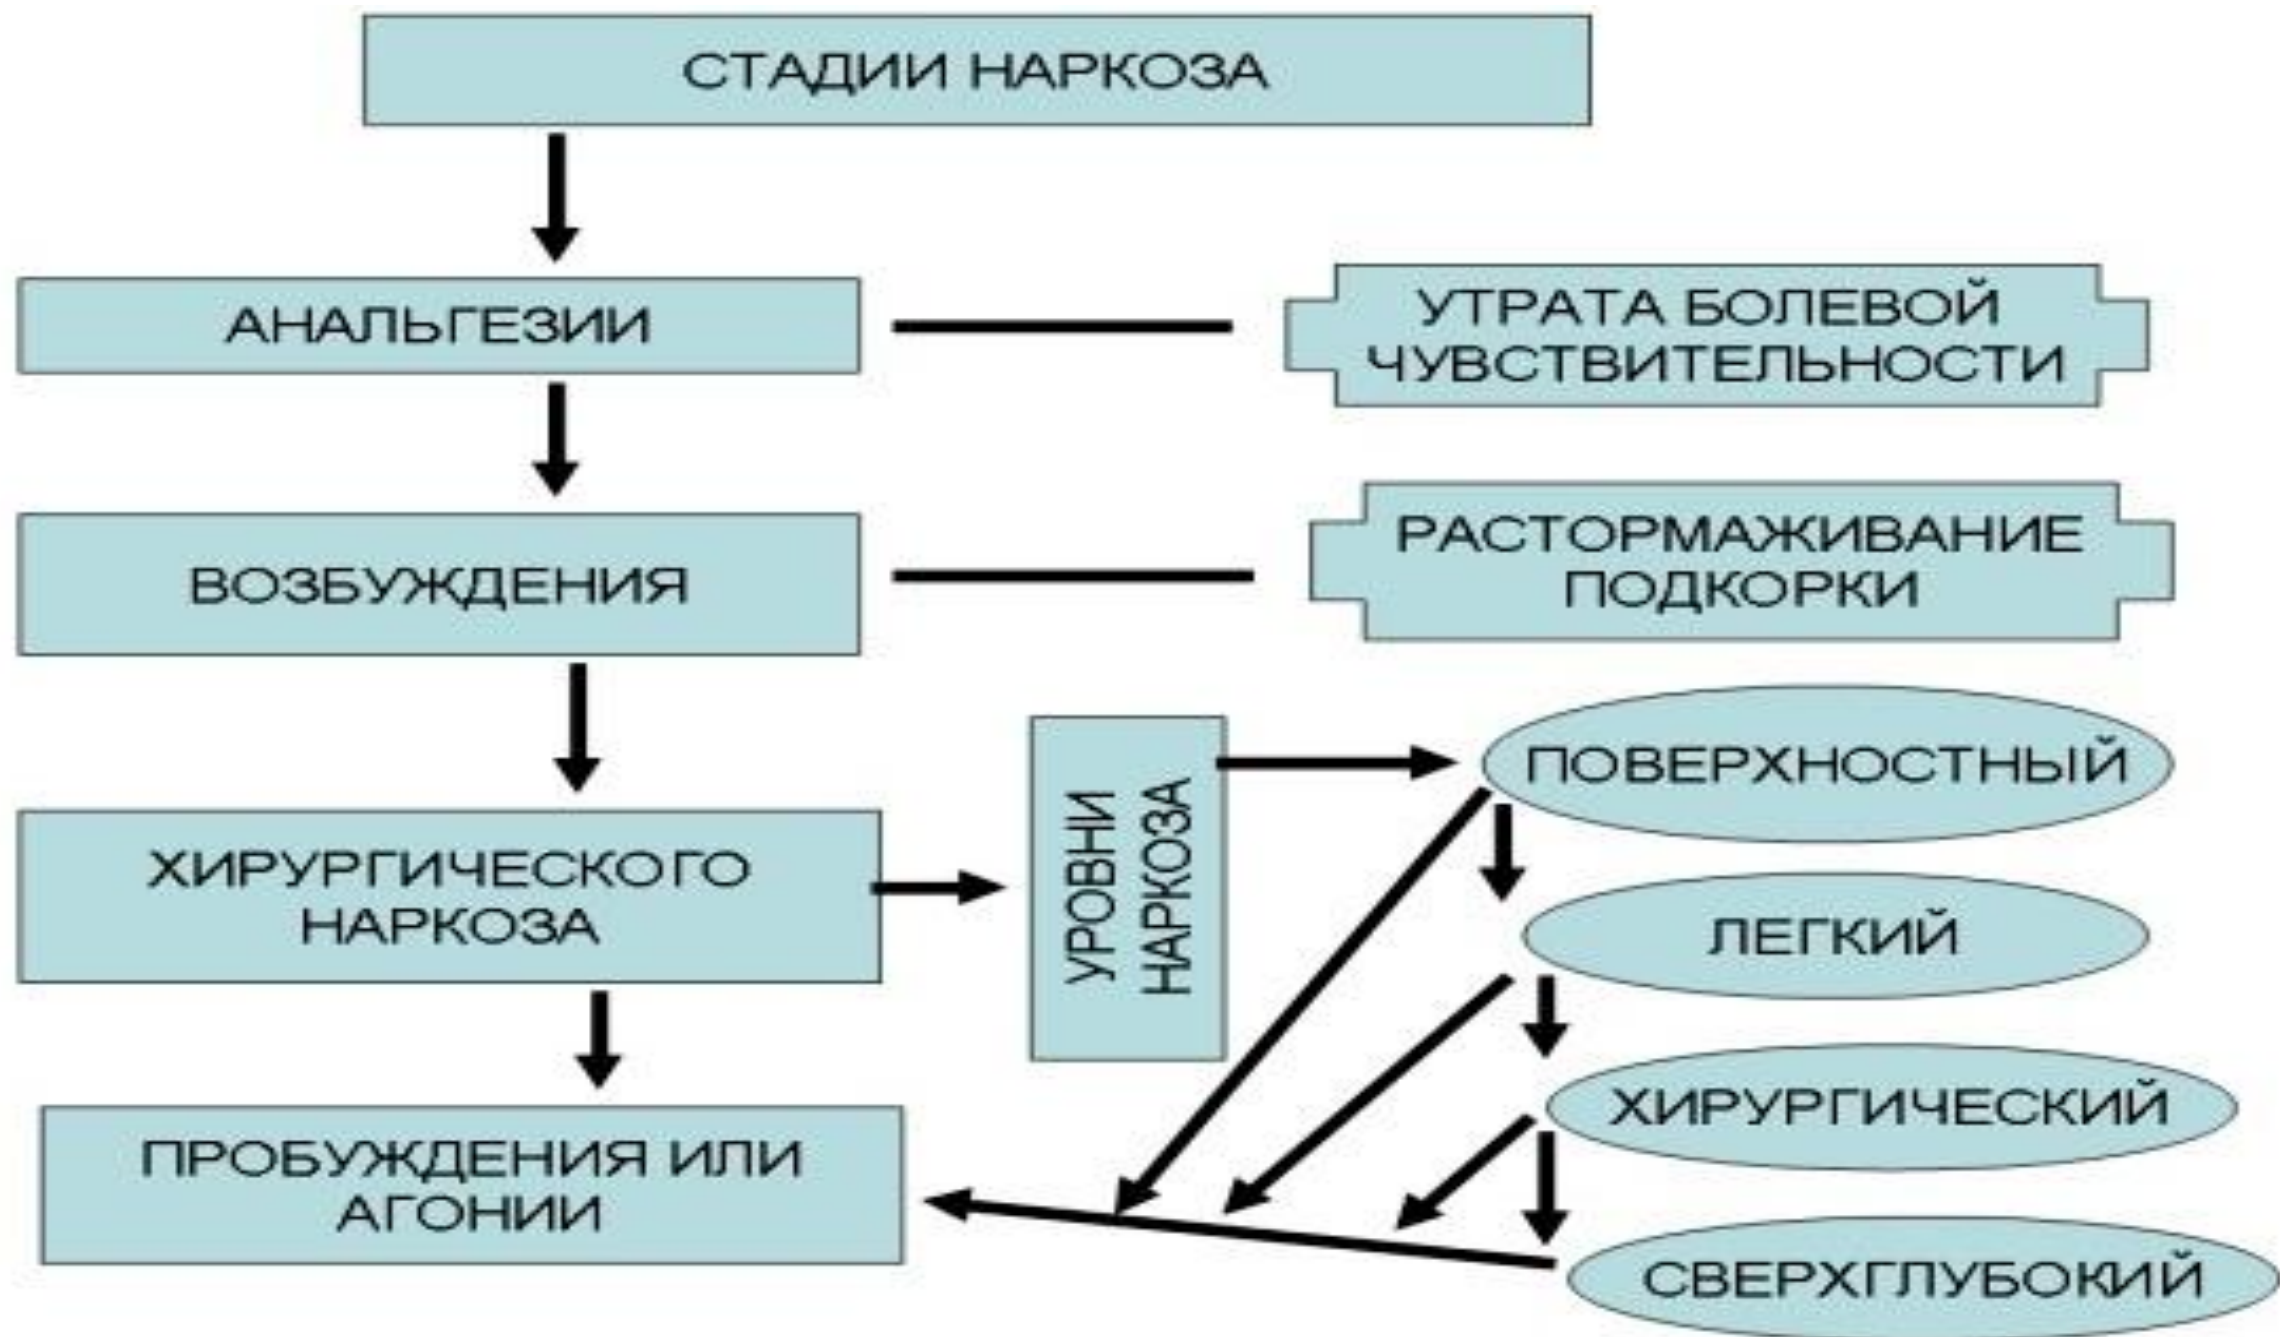 СТАДИИ НАРКОЗА
АНАЛЬГЕЗИИ
УТРАТА БОЛЕВОЙ
ЧУВСТВИТЕЛЬНОСТИ
ВОЗБУЖДЕНИЯ
РАСТОРМАЖИВАНИЕ
ПОДКОРКИ
ХИРУРГИЧЕСКОГО
НАРКОЗА
УРОВНИ
НАРКОЗА
ПОВЕРХНОСТНЫЙ
ЛЕГКИЙ
ХИРУРГИЧЕСКИЙ
СВЕРХГЛУБОКИЙ
ПРОБУЖДЕНИЯ ИЛИ
АГОНИИ